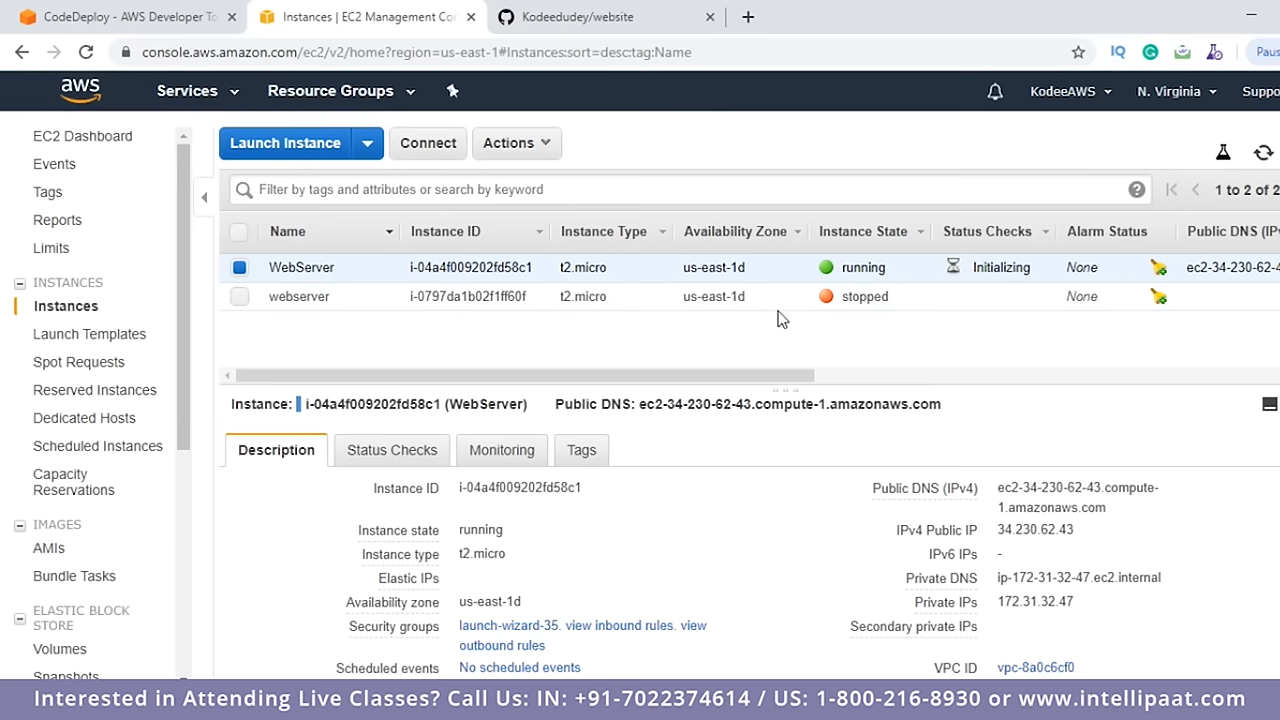 CodeDeploy - AWS Developer To
Instances | EC2 Management Con
Kodeedudey/website
console.aws.amazon.com/ec2/v2/home?region=us-east-1#Instances:sort=desc:tag:Name
IQ
Paus
aws
Services
Resource Groups
KodeeAWS
N. Virginia
Suppo
EC2 Dashboard
Events
Tags
Reports
Limits
INSTANCES
Instances
Launch Templates
Spot Requests
Reserved Instances
Dedicated Hosts
Scheduled Instances
Capacity
Reservations
IMAGES
AMIs
Bundle Tasks
ELASTIC BLOCK
STORE
Volumes
Snapshots
Launch Instance
Connect
Actions
Filter by tags and attributes or search by keyword
1 to 2 of 2
Name Instance ID Instance Type Availability Zone Instance State Status Checks Alarm Status Public DNS (IPv
WebServer i-04a4f009202fd58c1 t2.micro us-east-1d running Initializing None ec2-34-230-62-4
webserver i-0797da1b02f1ff60f t2.micro us-east-1d stopped None
Instance: i-04a4f009202fd58c1 (WebServer) Public DNS: ec2-34-230-62-43.compute-1.amazonaws.com
Description Status Checks Monitoring Tags
Instance ID i-04a4f009202fd58c1
Instance state running
Instance type t2.micro
Elastic IPs
Availability zone us-east-1d
Security groups launch-wizard-35. view inbound rules. view
outbound rules
Scheduled events No scheduled events
Public DNS (IPv4) ec2-34-230-62-43.compute-
1.amazonaws.com
IPv4 Public IP 34.230.62.43
IPv6 IPs -
Private DNS ip-172-31-32-47.ec2.internal
Private IPs 172.31.32.47
Secondary private IPs
VPC ID vpc-8a0c6cf0
Interested in Attending Live Classes? Call Us: IN: +91-7022374614 / US: 1-800-216-8930 or www.intellipaat.com